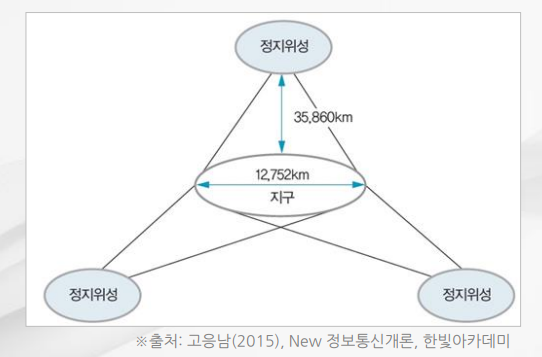 정지위성
35,860km
12,752km
지구
정지위성
정지위성
※출처: 고응남(2015), New 정보통신개론, 한빛아카데미